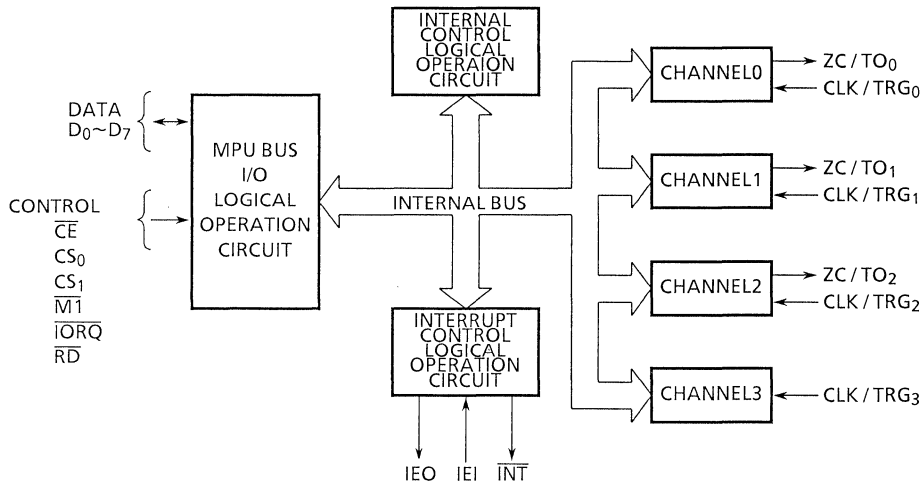 INTERNAL
CONTROL
LOGICAL
OPERAION
CIRCUIT
DATA
D0~D7
CONTROL
CE
CS0
CS1
M1
IORQ
RD
MPU BUS
I/O
LOGICAL
OPERATION
CIRCUIT
INTERNAL BUS
INTERRUPT
CONTROL
LOGICAL
OPERATION
CIRCUIT
IEO IEI INT
CHANNEL0
ZC / TO0
CLK / TRG0
CHANNEL1
ZC / TO1
CLK / TRG1
CHANNEL2
ZC / TO2
CLK / TRG2
CHANNEL3
CLK / TRG3